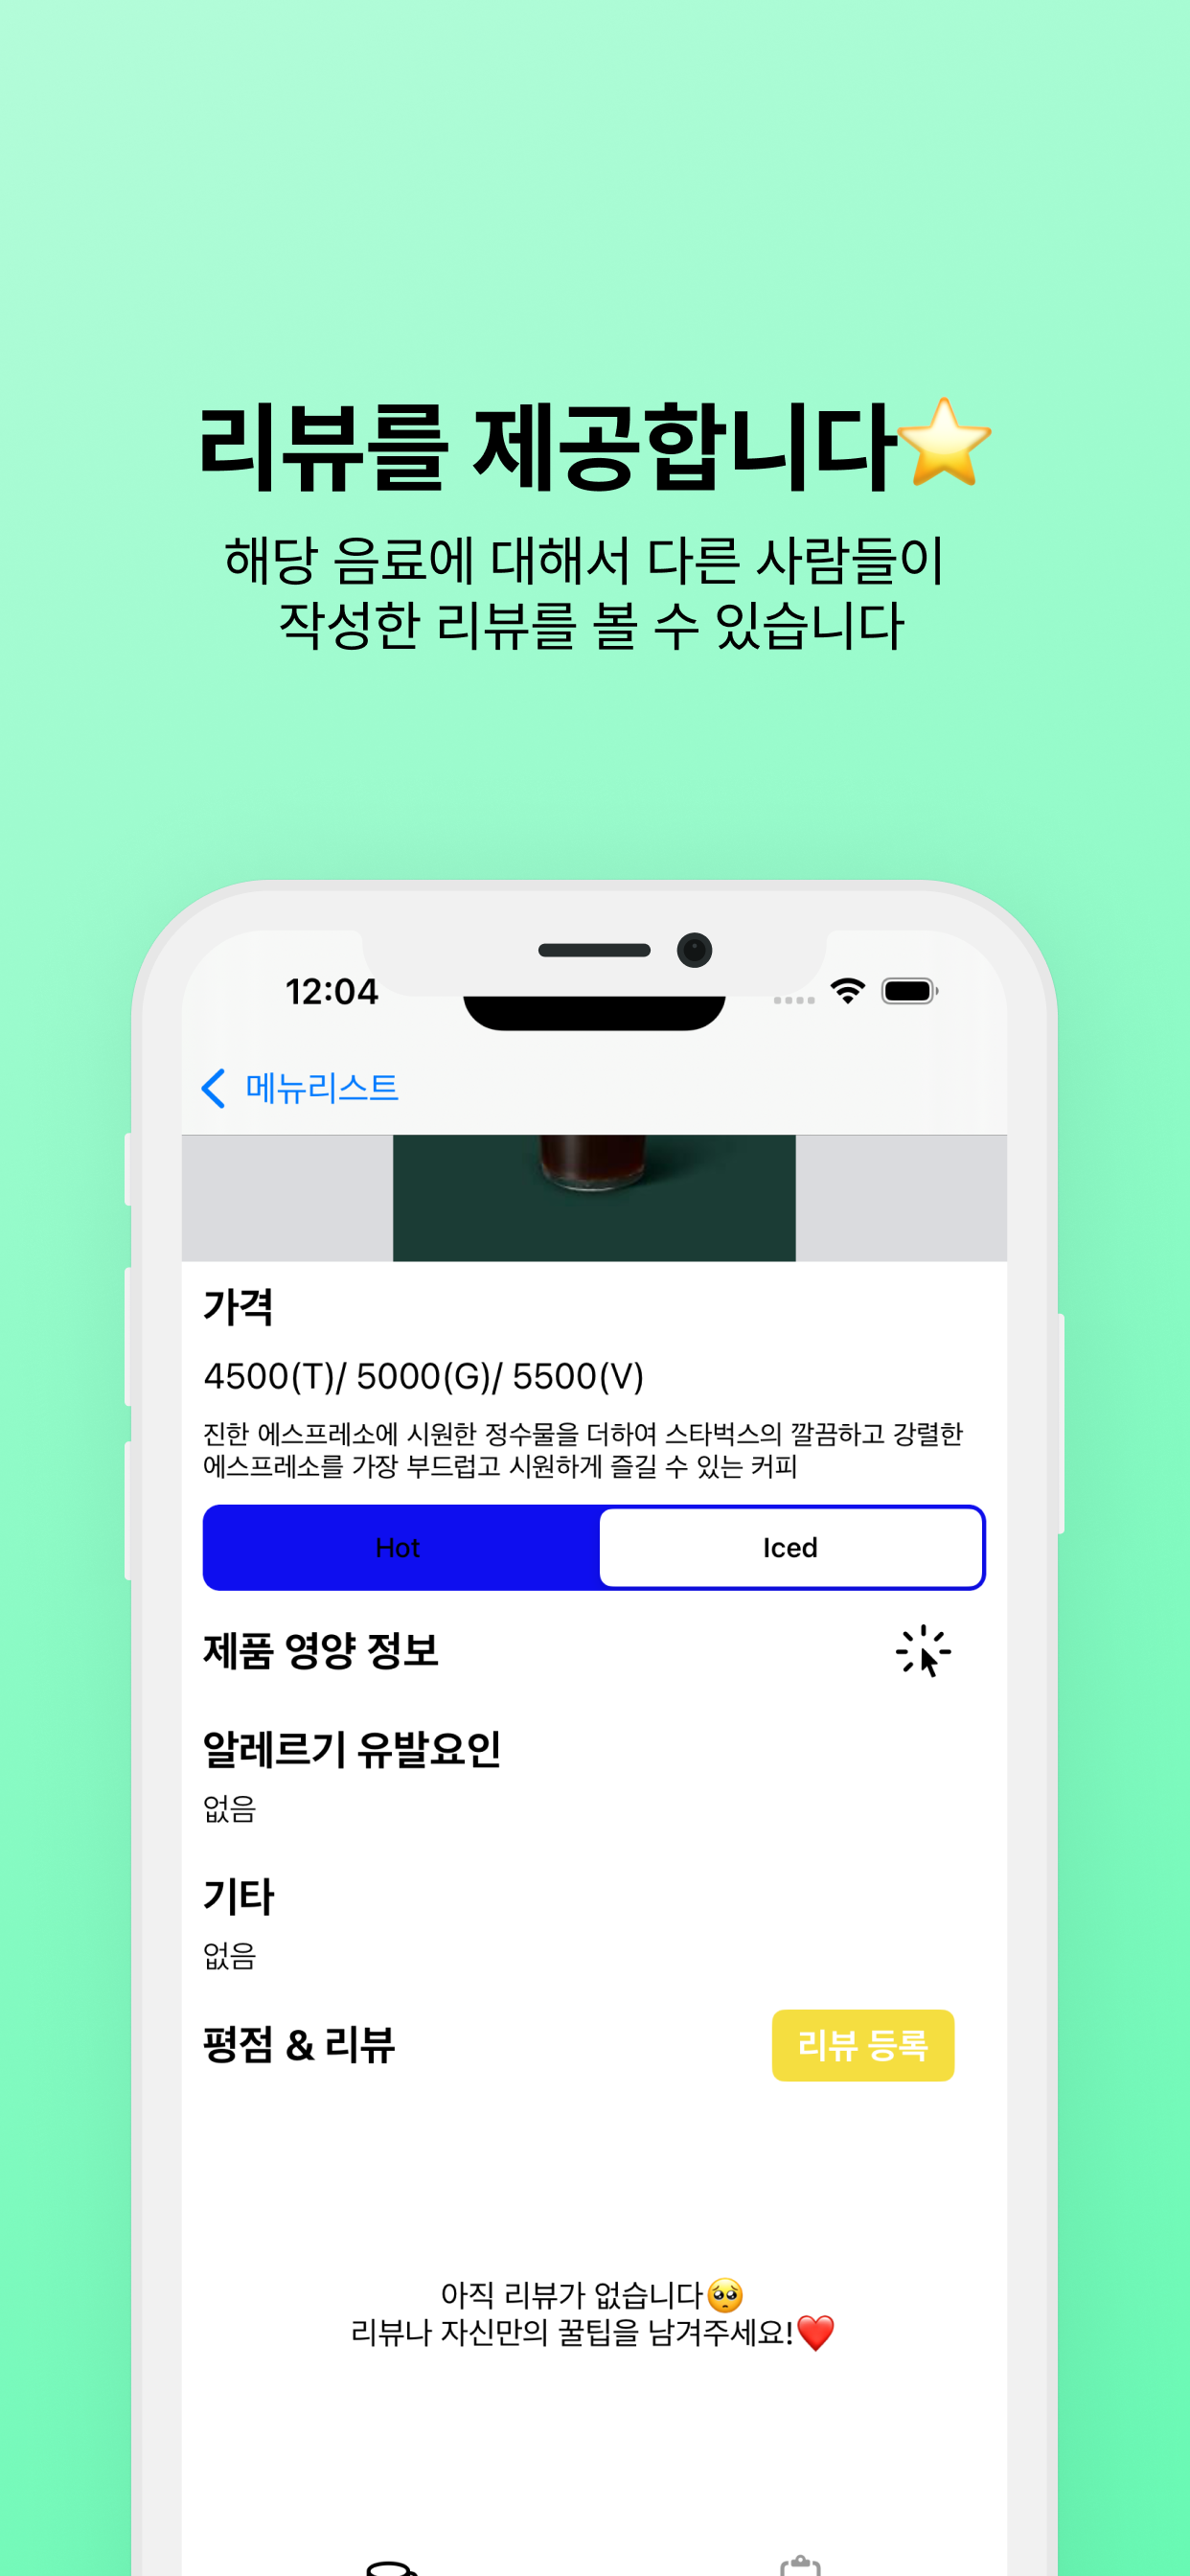 리뷰를 제공합니다⭐
해당 음료에 대해서 다른 사람들이
작성한 리뷰를 볼 수 있습니다
12:04
메뉴리스트
가격
4500(T)/ 5000(G)/ 5500(V)
진한 에스프레소에 시원한 정수물을 더하여 스타벅스의 깔끔하고 강렬한
에스프레소를 가장 부드럽고 시원하게 즐길 수 있는 커피
Hot
Iced
제품 영양 정보
알레르기 유발요인
없음
기타
없음
평점 & 리뷰
리뷰 등록
아직 리뷰가 없습니다🥺
리뷰나 자신만의 꿀팁을 남겨주세요!❤️